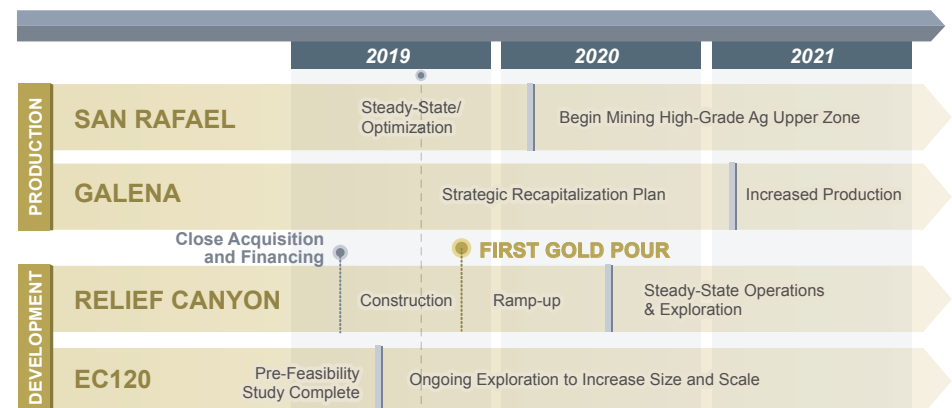 2019
2020
2021
PRODUCTION
SAN RAFAEL
Steady-State/
Optimization
Begin Mining High-Grade Ag Upper Zone
GALENA
Strategic Recapitalization Plan
Increased Production
Close Acquisition
and Financing
FIRST GOLD POUR
DEVELOPMENT
RELIEF CANYON
Construction
Ramp-up
Steady-State Operations
& Exploration
EC120
Pre-Feasibility
Study Complete
Ongoing Exploration to Increase Size and Scale